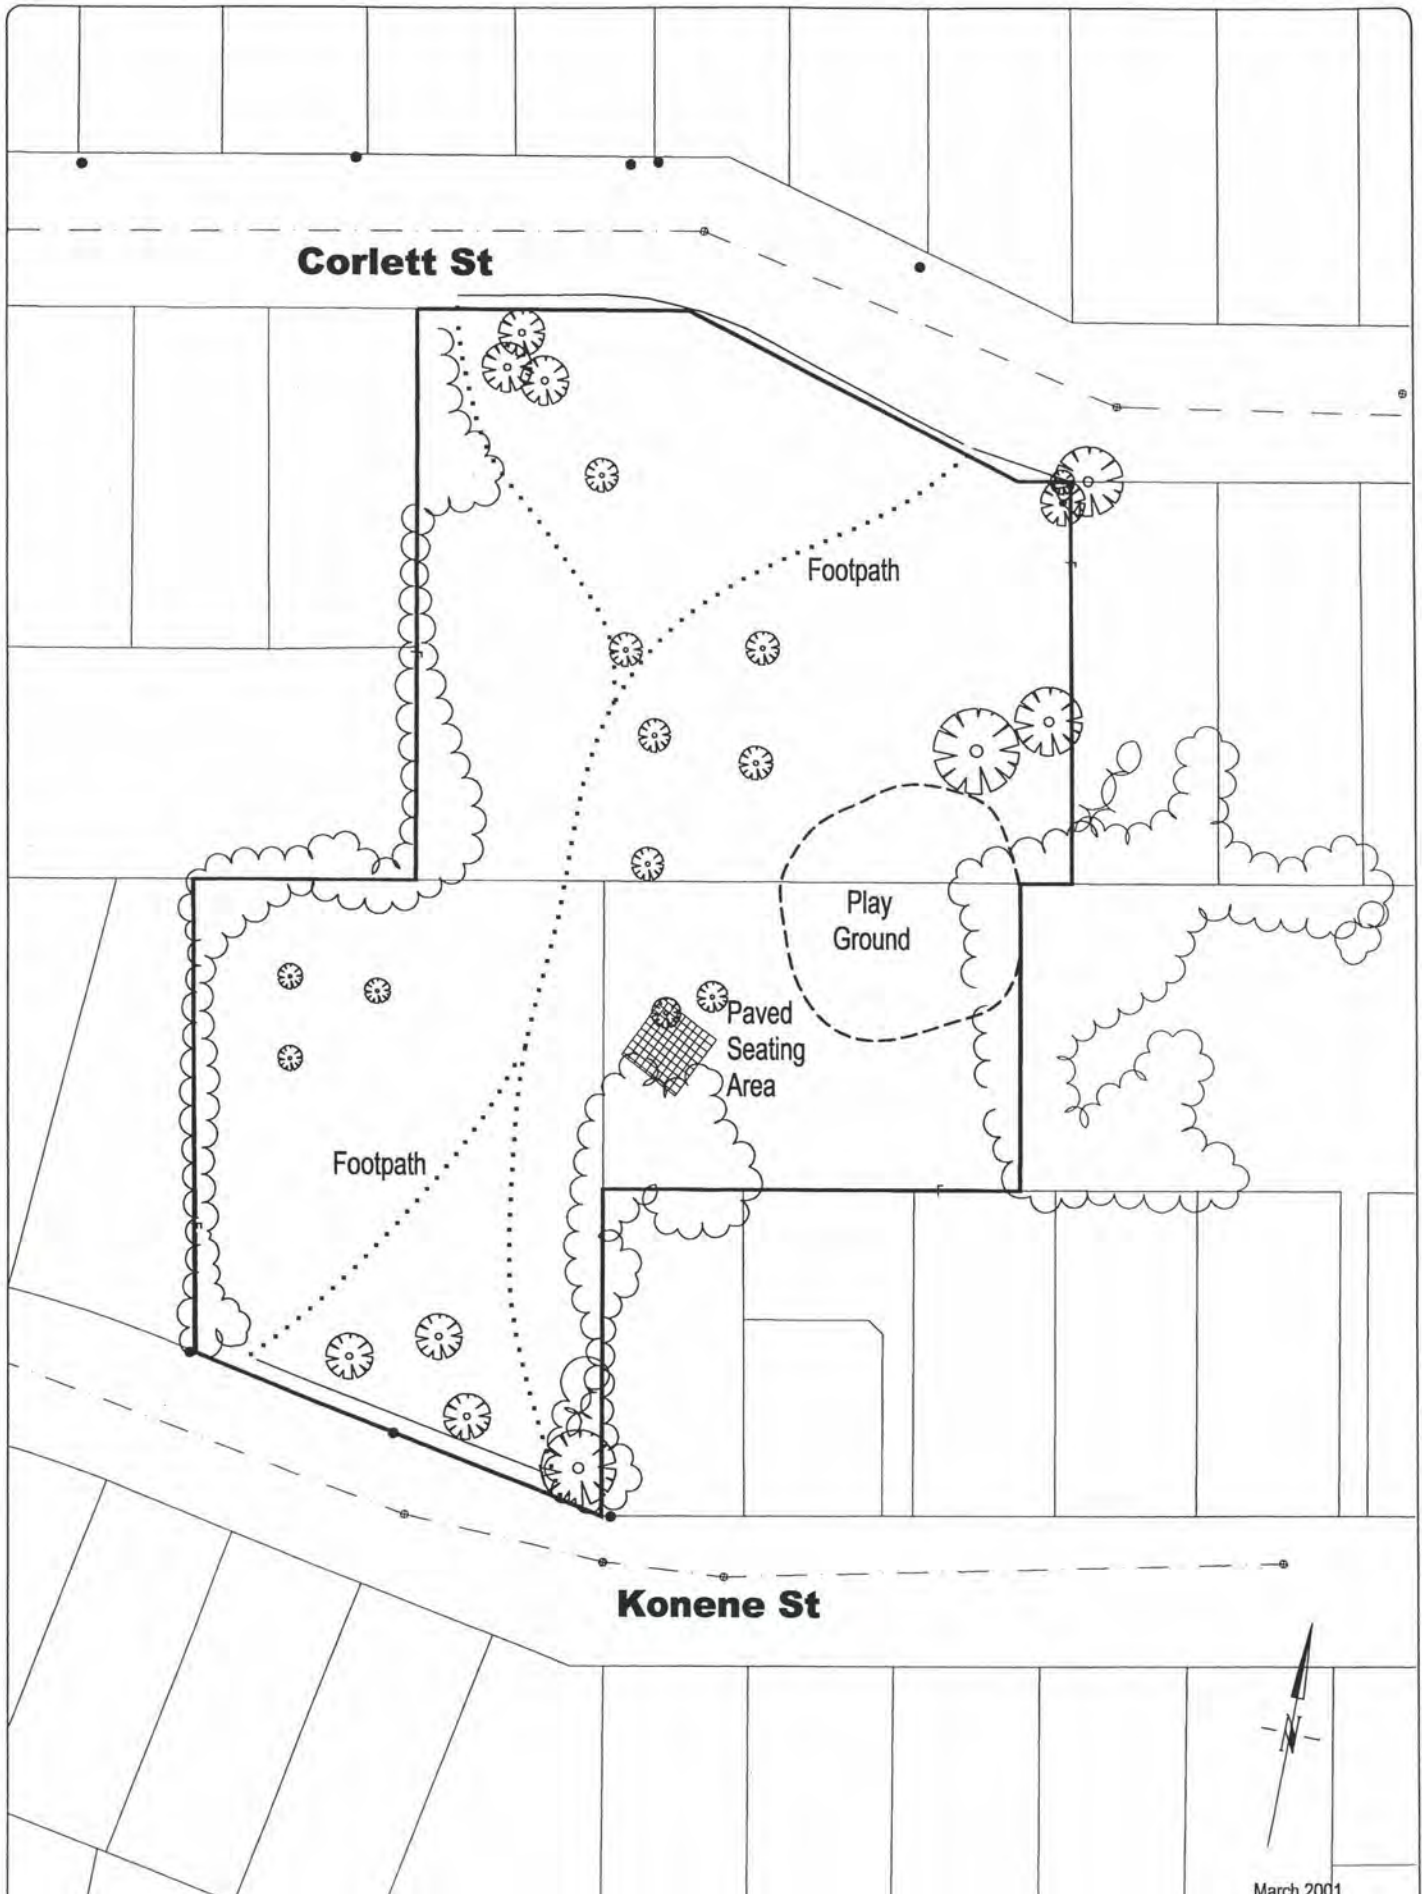 Corlett St
Footpath
Play
Ground
Paved
Seating
Area
Footpath
Konene St
N
March 2001